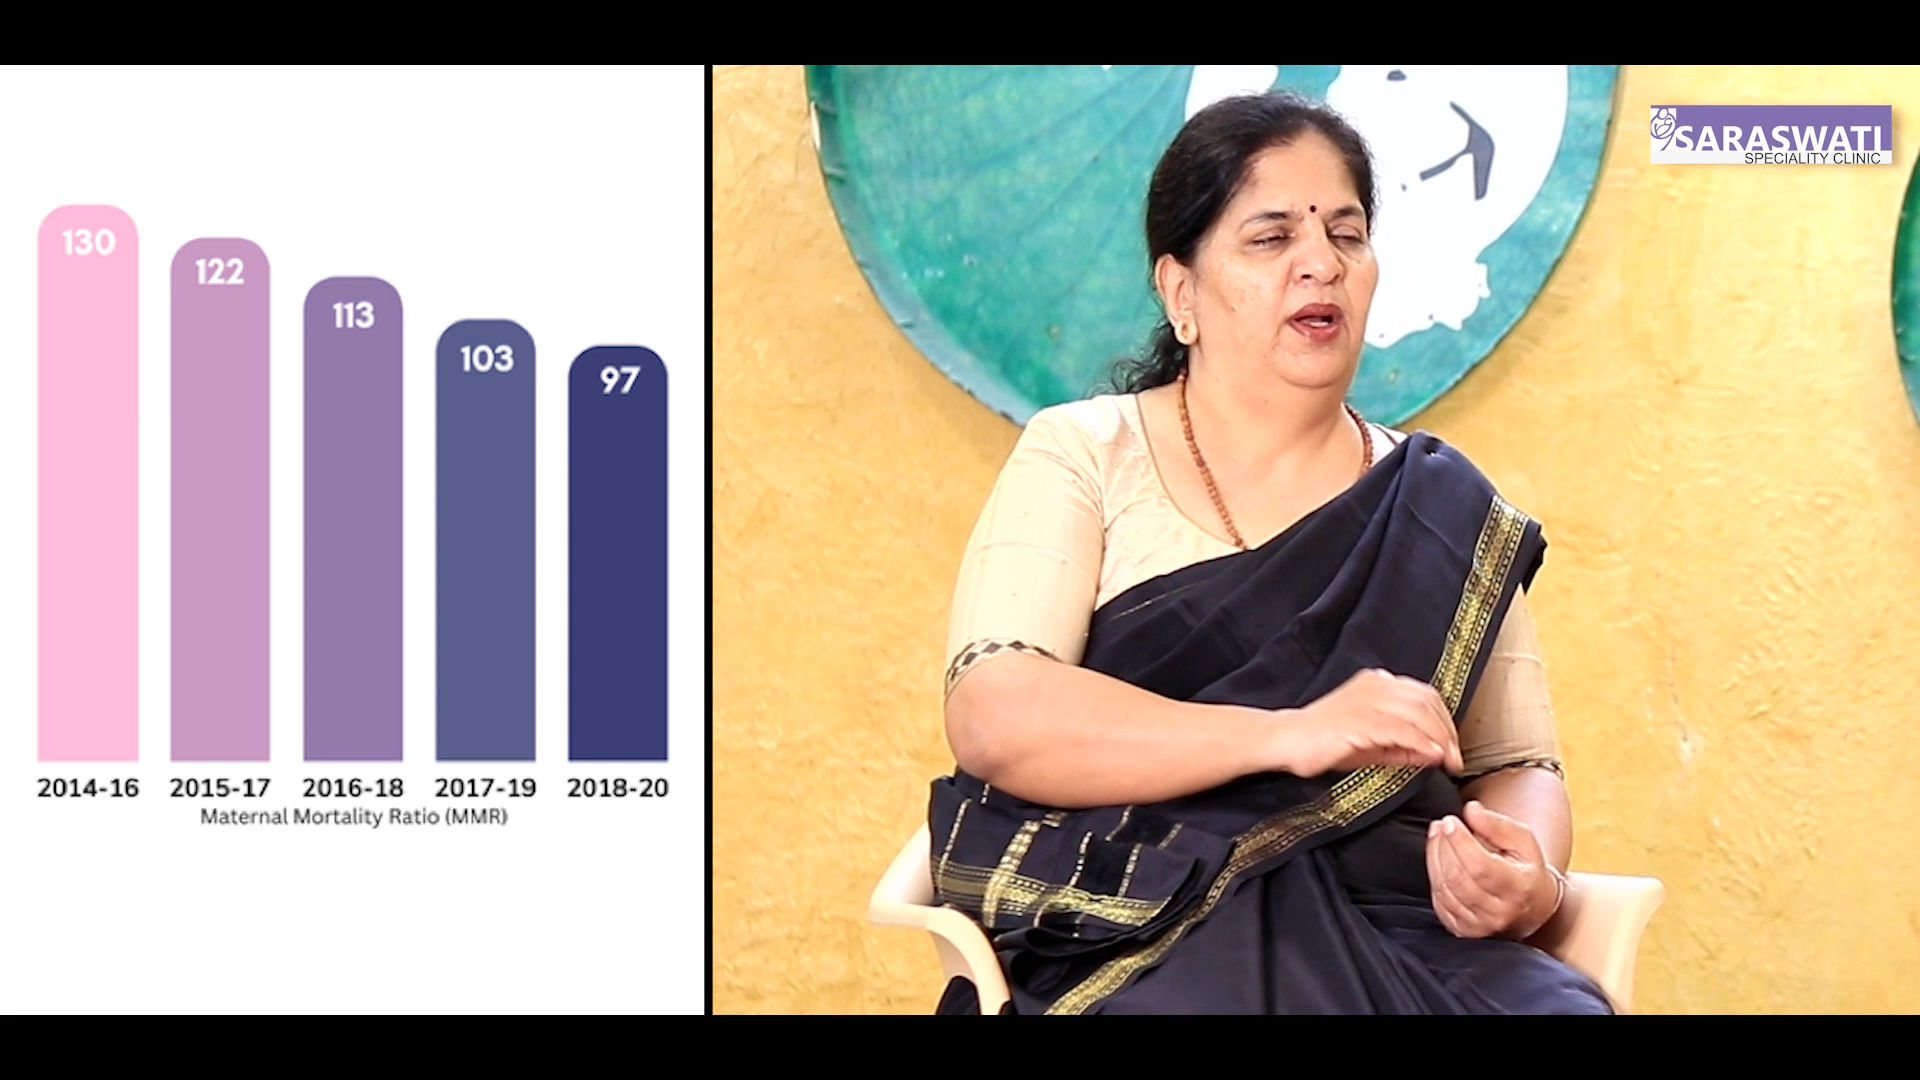 130
122
113
103
97
2014-16 2015-17 2016-18 2017-19 2018-20
Maternal Mortality Ratio (MMR)
SARASWATI
SPECIALITY CLINIC